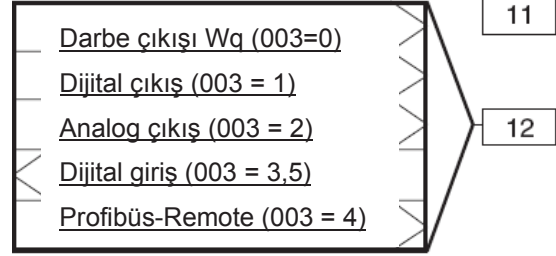 11
Darbe çıkışı Wq (003=0)
Dijital çıkış (003 = 1)
Analog çıkış (003 = 2)
12
Dijital giriş (003 = 3,5)
Profibüs-Remote (003 = 4)